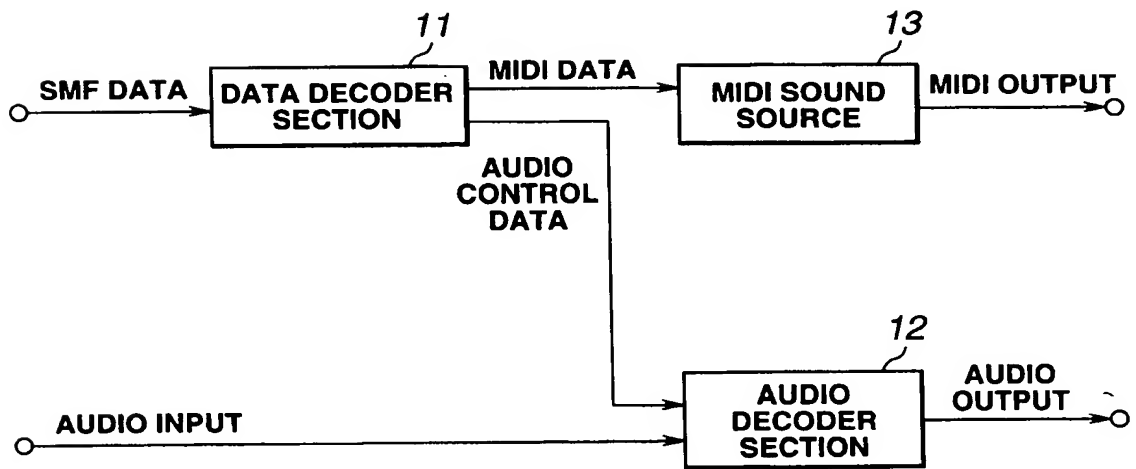 11
13
SMF DATA
DATA DECODER
SECTION
MIDI DATA
MIDI SOUND
SOURCE
MIDI OUTPUT
AUDIO
CONTROL
DATA
12
AUDIO INPUT
AUDIO
DECODER
SECTION
AUDIO
OUTPUT